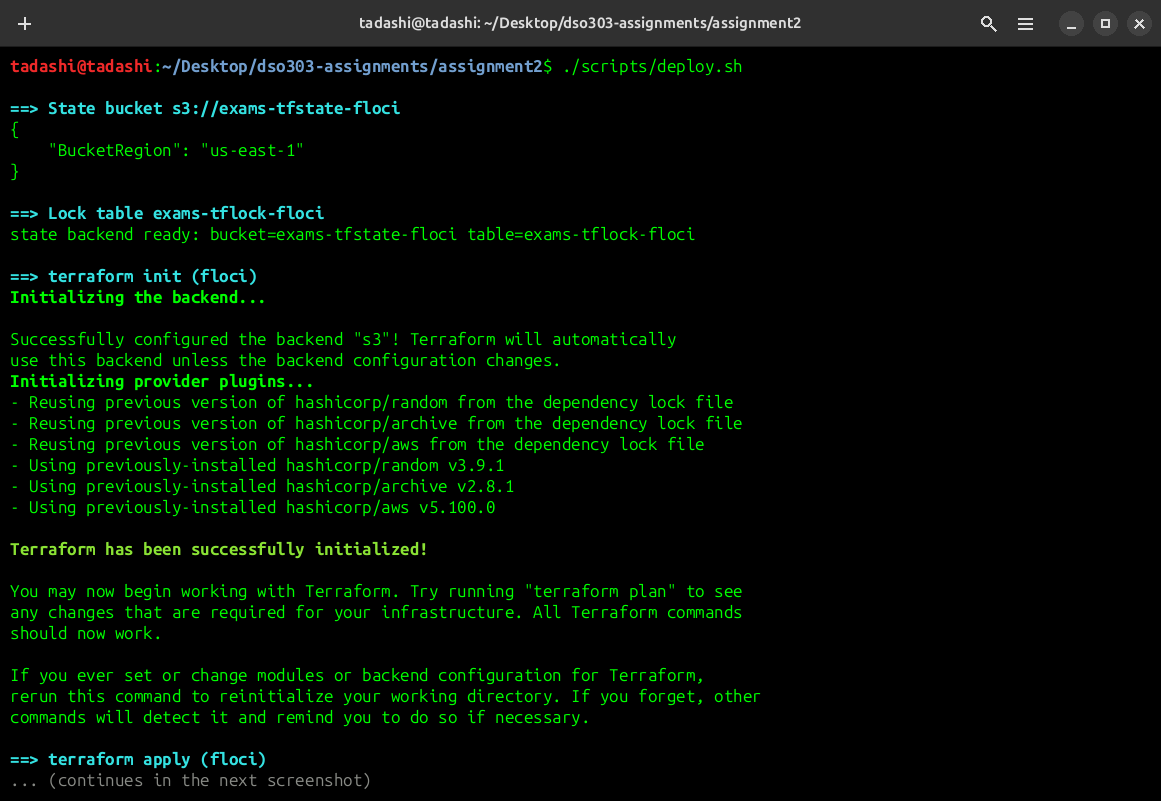 tadashi@tadashi: ~/Desktop/dso303-assignments/assignment2
tadashi@tadashi:~/Desktop/dso303-assignments/assignment2$ ./scripts/deploy.sh
==> State bucket s3://exams-tfstate-floci
{
    "BucketRegion": "us-east-1"
}
==> Lock table exams-tflock-floci
state backend ready: bucket=exams-tfstate-floci table=exams-tflock-floci
==> terraform init (floci)
Initializing the backend...
Successfully configured the backend "s3"! Terraform will automatically
use this backend unless the backend configuration changes.
Initializing provider plugins...
- Reusing previous version of hashicorp/random from the dependency lock file
- Reusing previous version of hashicorp/archive from the dependency lock file
- Reusing previous version of hashicorp/aws from the dependency lock file
- Using previously-installed hashicorp/random v3.9.1
- Using previously-installed hashicorp/archive v2.8.1
- Using previously-installed hashicorp/aws v5.100.0
Terraform has been successfully initialized!
You may now begin working with Terraform. Try running "terraform plan" to see
any changes that are required for your infrastructure. All Terraform commands
should now work.
If you ever set or change modules or backend configuration for Terraform,
rerun this command to reinitialize your working directory. If you forget, other
commands will detect it and remind you to do so if necessary.
==> terraform apply (floci)
... (continues in the next screenshot)